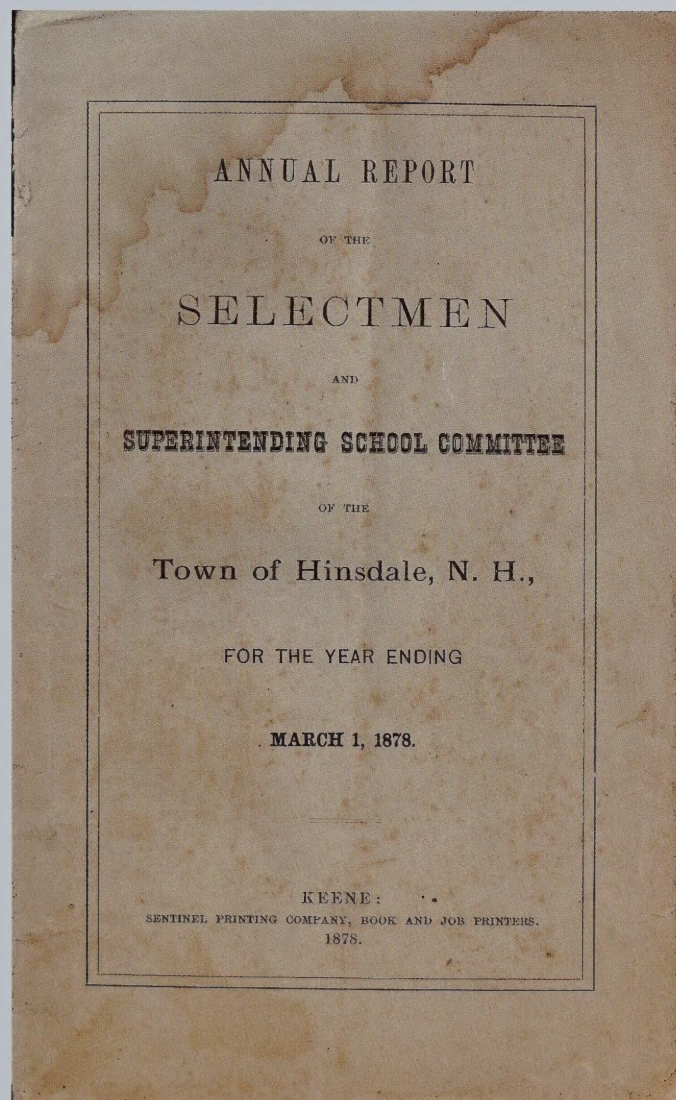 ANNUAL REPORT
OF THE
SELECTMEN
AND
SUPERINTENDING SCHOOL COMMITTEE
OF THE
Town of Hinsdale, N. H.,
FOR THE YEAR ENDING
MARCH 1, 1878.
KEENE:
SENTINEL PRINTING COMPANY, BOOK AND JOB PRINTERS.
1878.